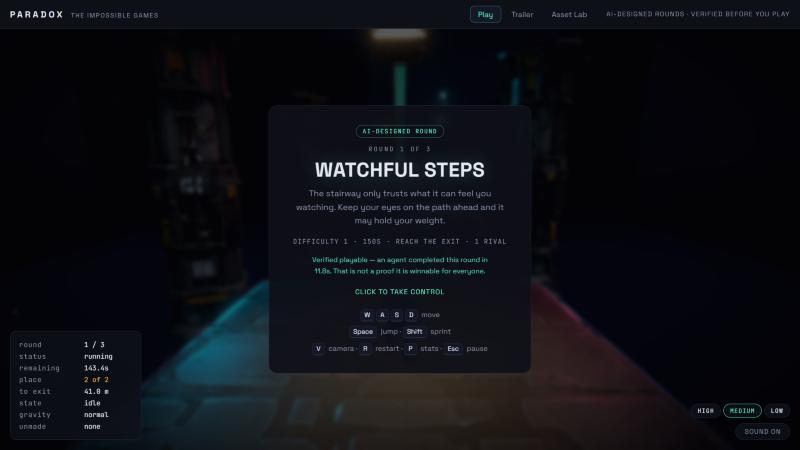 PARADOX THE IMPOSSIBLE GAMES Play Trailer Asset Lab AI-DESIGNED ROUNDS · VERIFIED BEFORE YOU PLAY
AI-DESIGNED ROUND
ROUND 1 OF 3
WATCHFUL STEPS
The stairway only trusts what it can feel you
watching. Keep your eyes on the path ahead and it
may hold your weight.
DIFFICULTY 1 · 150S · REACH THE EXIT · 1 RIVAL
Verified playable — an agent completed this round in
11.8s. That is not a proof it is winnable for everyone.
CLICK TO TAKE CONTROL
W A S D move
Space jump · Shift sprint
V camera · R restart · P stats · Esc pause
round 1 / 3
status running
remaining 143.4s
place 2 of 2
to exit 41.0 m
state idle
gravity normal
unmade none
HIGH MEDIUM LOW
SOUND ON